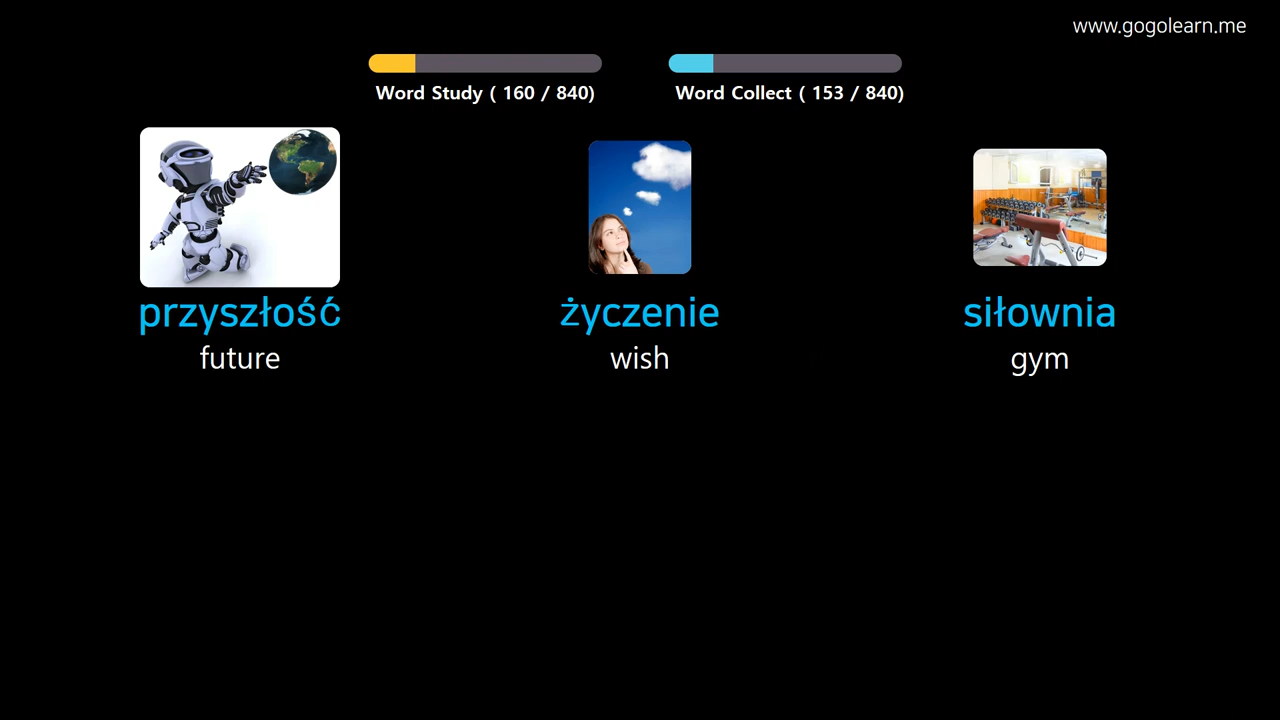 www.gogolearn.me
Word Study ( 160 / 840)
Word Collect ( 153 / 840)
przyszłość
życzenie
siłownia
future
wish
gym